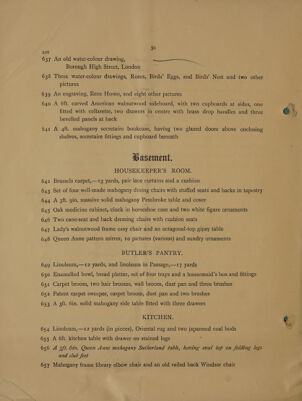 30
637 An old water-colour drawing,
Borough High Street, London
638 Three water-colour drawings, Roses, Birds' Eggs, and Birds' Nest and two other
pictures
639 An engraving, Ecce Homo, and eight other pictures
640 A 6ft. carved American walnutwood sideboard, with two cupboards at sides, one
fitted with cellarette, two drawers in centre with brass drop handles and three
bevelled panels at back
641 A 4ft. mahogany secretaire bookcase, having two glazed doors above enclosing
shelves, secretaire fittings and cupboard beneath
Basement.
HOUSEKEEPER'S ROOM.
642 Brussels carpet,—13 yards, pair lace curtains and a cushion
643 Set of four well-made mahogany dining chairs with stuffed seats and backs in tapestry
644 A 3ft. 9in. massive solid mahogany Pembroke table and cover
645 Oak medicine cabinet, clock in horseshoe case and two white figure ornaments
646 Two cane-seat and back dressing chairs with cushion seats
647 Lady's walnutwood frame easy chair and an octagonal-top gipsy table
648 Queen Anne pattern mirror, 10 pictures (various) and sundry ornaments
BUTLER'S PANTRY.
649 Linoleum,—12 yards, and linoleum in Passage,—17 yards
650 Enamelled bowl, bread platter, set of four trays and a housemaid's box and fittings
651 Carpet broom, two hair brooms, wall broom, dust pan and three brushes
652 Patent carpet sweeper, carpet broom, dust pan and two brushes
653 A 3ft. 6in. solid mahogany side table fitted with three drawers
KITCHEN.
654 Linoleum,—12 yards (in pieces), Oriental rug and two japanned coal hods
655 A 6ft. kitchen table with drawer on stained legs
656 A 3ft. 6in. Queen Anne mahogany Sutherland table, having oval top on folding legs
and club feet
657 Mahogany frame library elbow chair and an old railed back Windsor chair